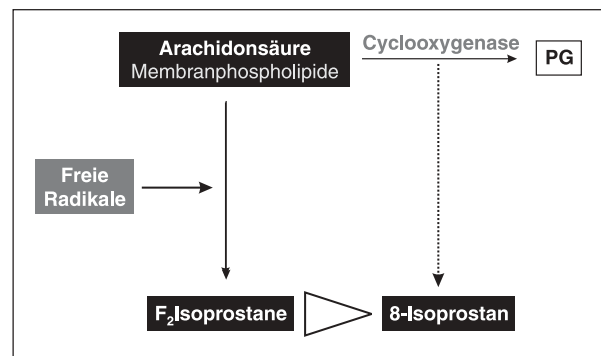 Arachidonsäure
Membranphospholipide
Cyclooxygenase
PG
Freie
Radikale
F₂Isoprostane
8-Isoprostan